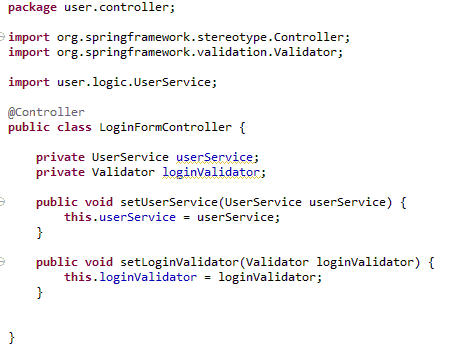 package user.controller;
import org.springframework.stereotype.Controller;
import org.springframework.validation.Validator;
import user.logic.UserService;
@Controller
public class LoginFormController {
private UserService userService;
private Validator loginValidator;
public void setUserService(UserService userService) {
this.userService = userService;
}
public void setLoginValidator(Validator loginValidator) {
this.loginValidator = loginValidator;
}
}